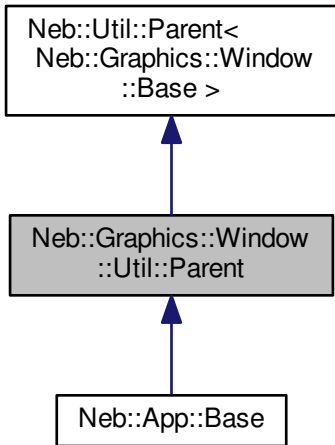 Neb::Util::Parent<
Neb::Graphics::Window
::Base >
Neb::Graphics::Window
::Util::Parent
Neb::App::Base